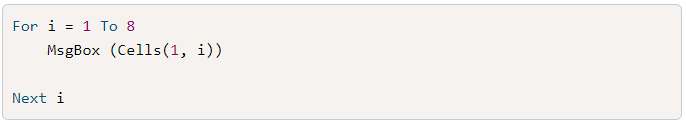 For i = 1 To 8
    MsgBox (Cells(1, i))
Next i